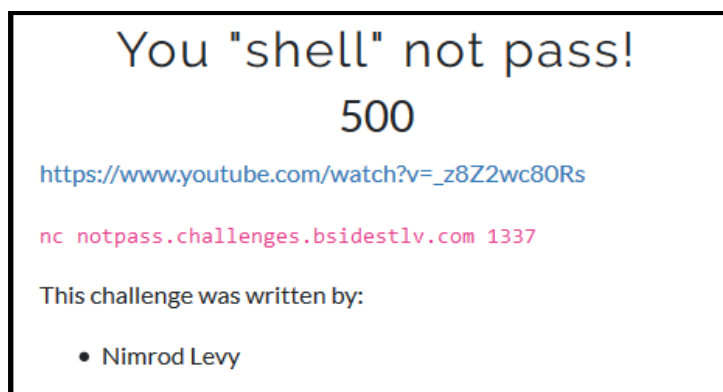 You "shell" not pass!
500
https://www.youtube.com/watch?v=_z8Z2wc80Rs
nc notpass.challenges.bsidestlv.com 1337
This challenge was written by:
• Nimrod Levy